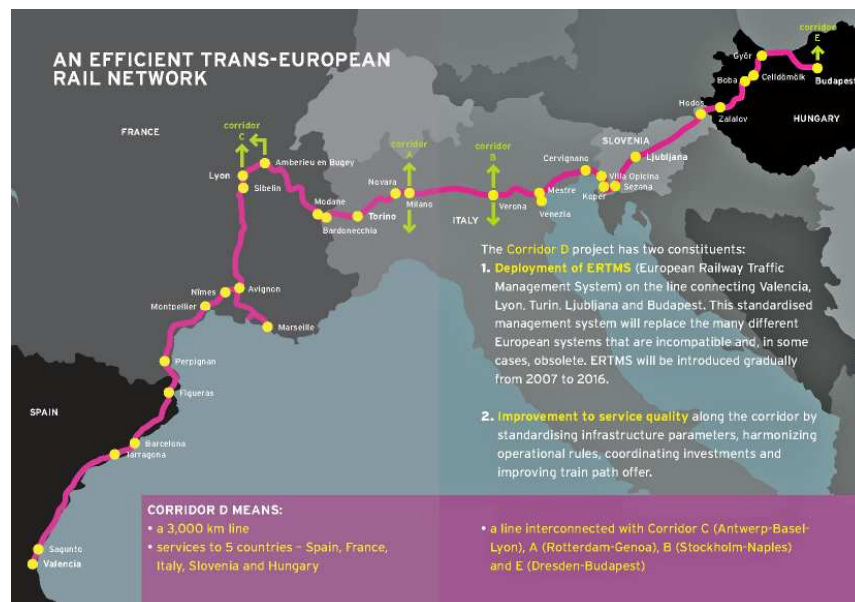 AN EFFICIENT TRANS-EUROPEAN
RAIL NETWORK
corridor
E
Győr
Boba
Celldömölk
Budapest
Hodos
Zalalov
HUNGARY
FRANCE
corridor
C
Amberieu en Bugey
Lyon
Sibelin
corridor
A
corridor
B
SLOVENIA
Cervignano
Ljubljana
Villa Opicina
Koper
Sezana
Novara
Modane
Milano
Torino
Bardonecchia
ITALY
Verona
Mestre
Venezia
Nîmes
Avignon
Montpellier
Marseille
Perpignan
Figueras
SPAIN
Barcelona
Tarragona
Sagunto
Valencia
The Corridor D project has two constituents:
1. Deployment of ERTMS (European Railway Traffic
Management System) on the line connecting Valencia,
Lyon, Turin, Ljubljana and Budapest. This standardised
management system will replace the many different
European systems that are incompatible and, in some
cases, obsolete. ERTMS will be introduced gradually
from 2007 to 2016.
2. Improvement to service quality along the corridor by
standardising infrastructure parameters, harmonizing
operational rules, coordinating investments and
improving train path offer.
CORRIDOR D MEANS:
• a 3,000 km line
• services to 5 countries – Spain, France,
Italy, Slovenia and Hungary
• a line interconnected with Corridor C (Antwerp-Basel-
Lyon), A (Rotterdam-Genoa), B (Stockholm-Naples)
and E (Dresden-Budapest)